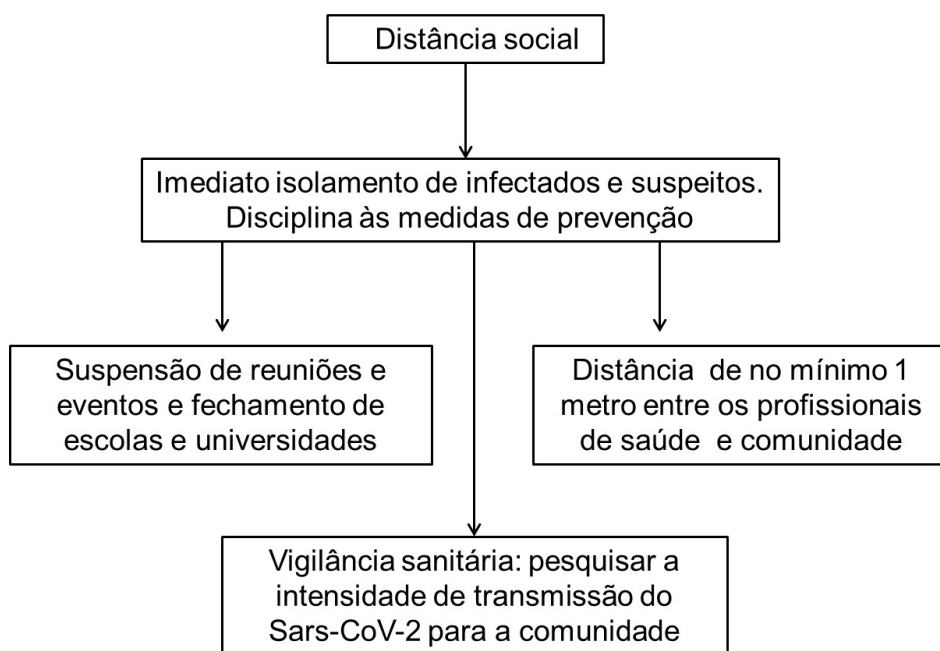 Distância social
Imediato isolamento de infectados e suspeitos.
Disciplina às medidas de prevenção
Suspensão de reuniões e
eventos e fechamento de
escolas e universidades
Distância de no mínimo 1
metro entre os profissionais
de saúde e comunidade
Vigilância sanitária: pesquisar a
intensidade de transmissão do
Sars-CoV-2 para a comunidade